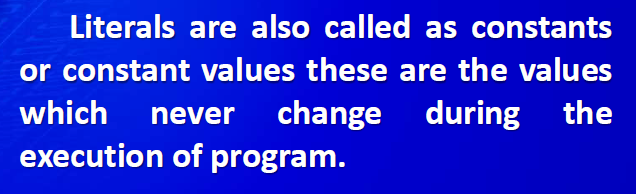 Literals are also called as constants
or constant values these are the values
which never change during the
execution of program.